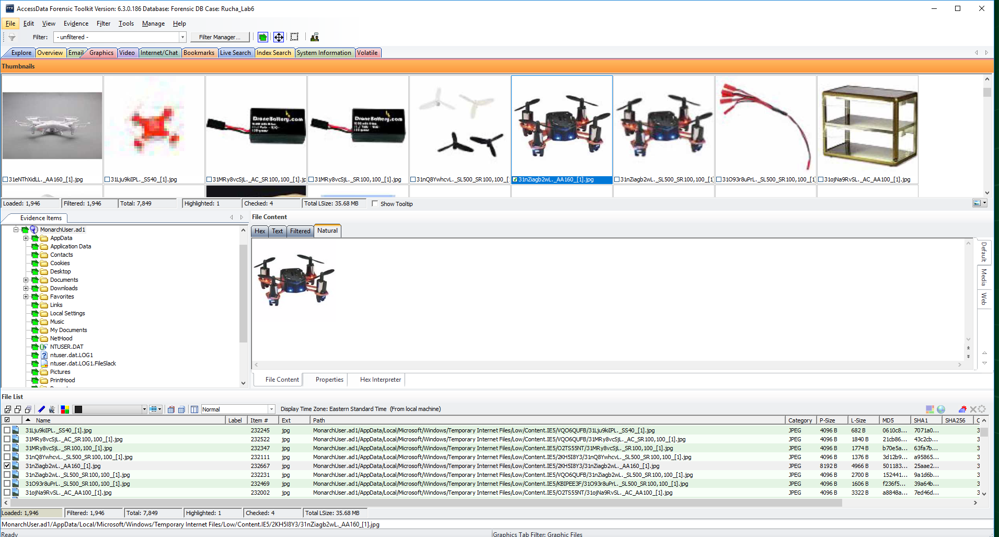 AccessData Forensic Toolkit Version: 6.3.0.186 Database: Forensic DB Case: Rucha_Lab6
File Edit View Evidence Filter Tools Manage Help
Filter: - unfiltered - Filter Manager...
Explore Overview Email Graphics Video Internet/Chat Bookmarks Live Search Index Search System Information Volatile
Thumbnails
DroneBattery.com DroneBattery.com
31eNThXidLL._AA160_[1].jpg 31Lju9kiIPL._SS40_[1].jpg 31MRy8vcSjL._AC_SR100,100_[1].j 31MRy8vcSjL._SR100,100_[1].jpg 31nQ8YwhcvL._SL500_SR100,100_[ 31nZiagb2wL._AA160_[1].jpg 31nZiagb2wL._SL500_SR100,100_[1] 31O93r8uPrL._SL500_SR100,100_[1] 31ojNa9RvSL._AC_AA100_[1].jpg
Loaded: 1,946 Filtered: 1,946 Total: 7,849 Highlighted: 1 Checked: 4 Total LSize: 35.68 MB Show Tooltip
Evidence Items
MonarchUser.ad1
AppData
Application Data
Contacts
Cookies
Desktop
Documents
Downloads
Favorites
Links
Local Settings
Music
My Documents
NetHood
NTUSER.DAT
ntuser.dat.LOG1
ntuser.dat.LOG1.FileSlack
Pictures
PrintHood
File Content
Hex Text Filtered Natural
Default
Media
Web
File Content Properties Hex Interpreter
File List
Normal Display Time Zone: Eastern Standard Time (From local machine)
Name Label Item # Ext Path Category P-Size L-Size MD5 SHA1 SHA256 C
31Lju9kiIPL._SS40_[1].jpg 232245 jpg MonarchUser.ad1/AppData/Local/Microsoft/Windows/Temporary Internet Files/Low/Content.IE5/VQO6QUFB/31Lju9kiIPL._SS40_[1].jpg JPEG 4096 B 682 B 0610c8... 7071a0... 3
31MRy8vcSjL._AC_SR100,100_[1].jpg 232522 jpg MonarchUser.ad1/AppData/Local/Microsoft/Windows/Temporary Internet Files/Low/Content.IE5/VQO6QUFB/31MRy8vcSjL._AC_SR100,100_[1].jpg JPEG 4096 B 1840 B 21cb86... 43c2cb... 3
31MRy8vcSjL._SR100,100_[1].jpg 232347 jpg MonarchUser.ad1/AppData/Local/Microsoft/Windows/Temporary Internet Files/Low/Content.IE5/O2TS55NT/31MRy8vcSjL._SR100,100_[1].jpg JPEG 4096 B 1774 B b70e5a... 63fa7b... 3
31nQ8YwhcvL._SL500_SR100,100_[1].jpg 232111 jpg MonarchUser.ad1/AppData/Local/Microsoft/Windows/Temporary Internet Files/Low/Content.IE5/2KH5I8Y3/31nQ8YwhcvL._SL500_SR100,100_[1].jpg JPEG 4096 B 1376 B 3d12b9... a95865... 3
31nZiagb2wL._AA160_[1].jpg 232667 jpg MonarchUser.ad1/AppData/Local/Microsoft/Windows/Temporary Internet Files/Low/Content.IE5/2KH5I8Y3/31nZiagb2wL._AA160_[1].jpg JPEG 8192 B 4966 B 501183... 25aae2... 3
31nZiagb2wL._SL500_SR100,100_[1].jpg 232231 jpg MonarchUser.ad1/AppData/Local/Microsoft/Windows/Temporary Internet Files/Low/Content.IE5/VQO6QUFB/31nZiagb2wL._SL500_SR100,100_[1].jpg JPEG 4096 B 2700 B 152441... 9a1d6b... 3
31O93r8uPrL._SL500_SR100,100_[1].jpg 232469 jpg MonarchUser.ad1/AppData/Local/Microsoft/Windows/Temporary Internet Files/Low/Content.IE5/KBIPEE3F/31O93r8uPrL._SL500_SR100,100_[1].jpg JPEG 4096 B 1606 B f236f5... 39a64b... 3
31ojNa9RvSL._AC_AA100_[1].jpg 232002 jpg MonarchUser.ad1/AppData/Local/Microsoft/Windows/Temporary Internet Files/Low/Content.IE5/O2TS55NT/31ojNa9RvSL._AC_AA100_[1].jpg JPEG 4096 B 3322 B a8848a... 7ed46d... 3
Loaded: 1,946 Filtered: 1,946 Total: 7,849 Highlighted: 1 Checked: 4 Total LSize: 35.68 MB
MonarchUser.ad1/AppData/Local/Microsoft/Windows/Temporary Internet Files/Low/Content.IE5/2KH5I8Y3/31nZiagb2wL._AA160_[1].jpg
Ready Graphics Tab Filter: Graphic Files